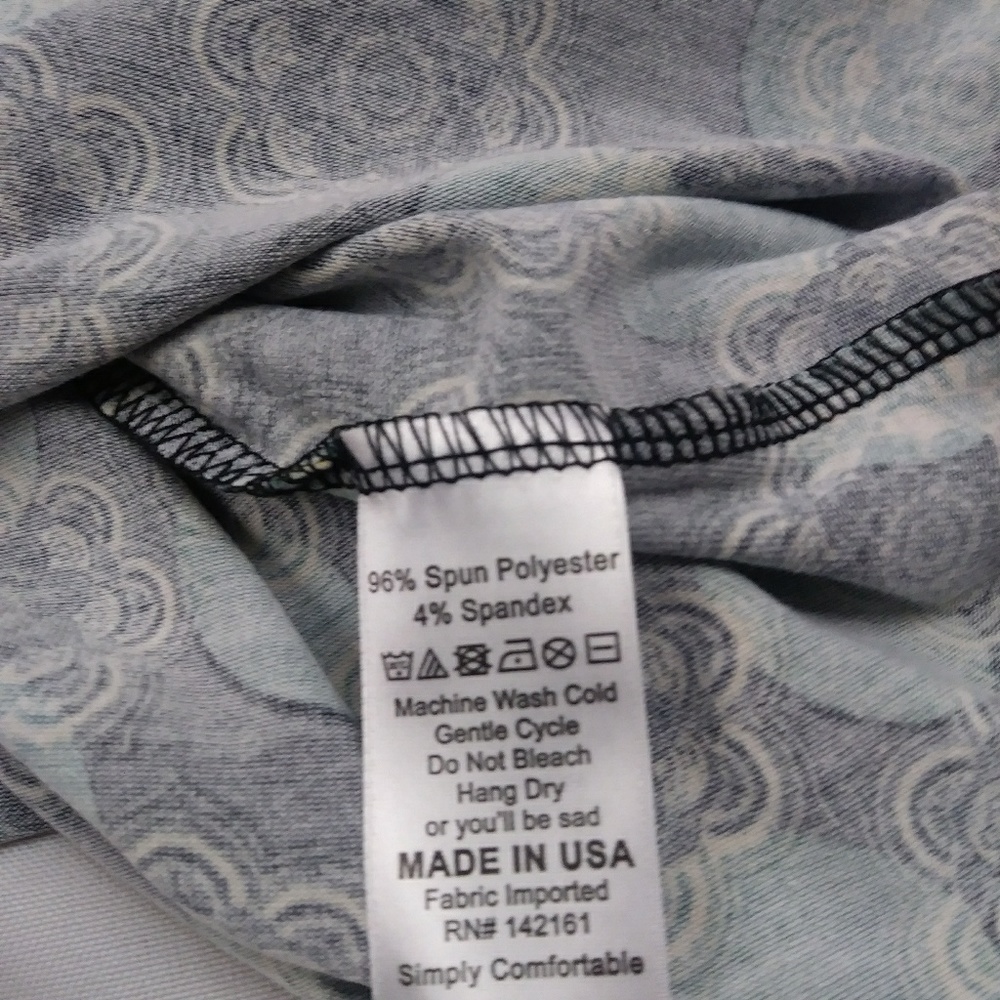 96% Spun Polyester
4% Spandex
Machine Wash Cold
Gentle Cycle
Do Not Bleach
Hang Dry
or you'll be sad
MADE IN USA
Fabric Imported
RN# 142161
Simply Comfortable